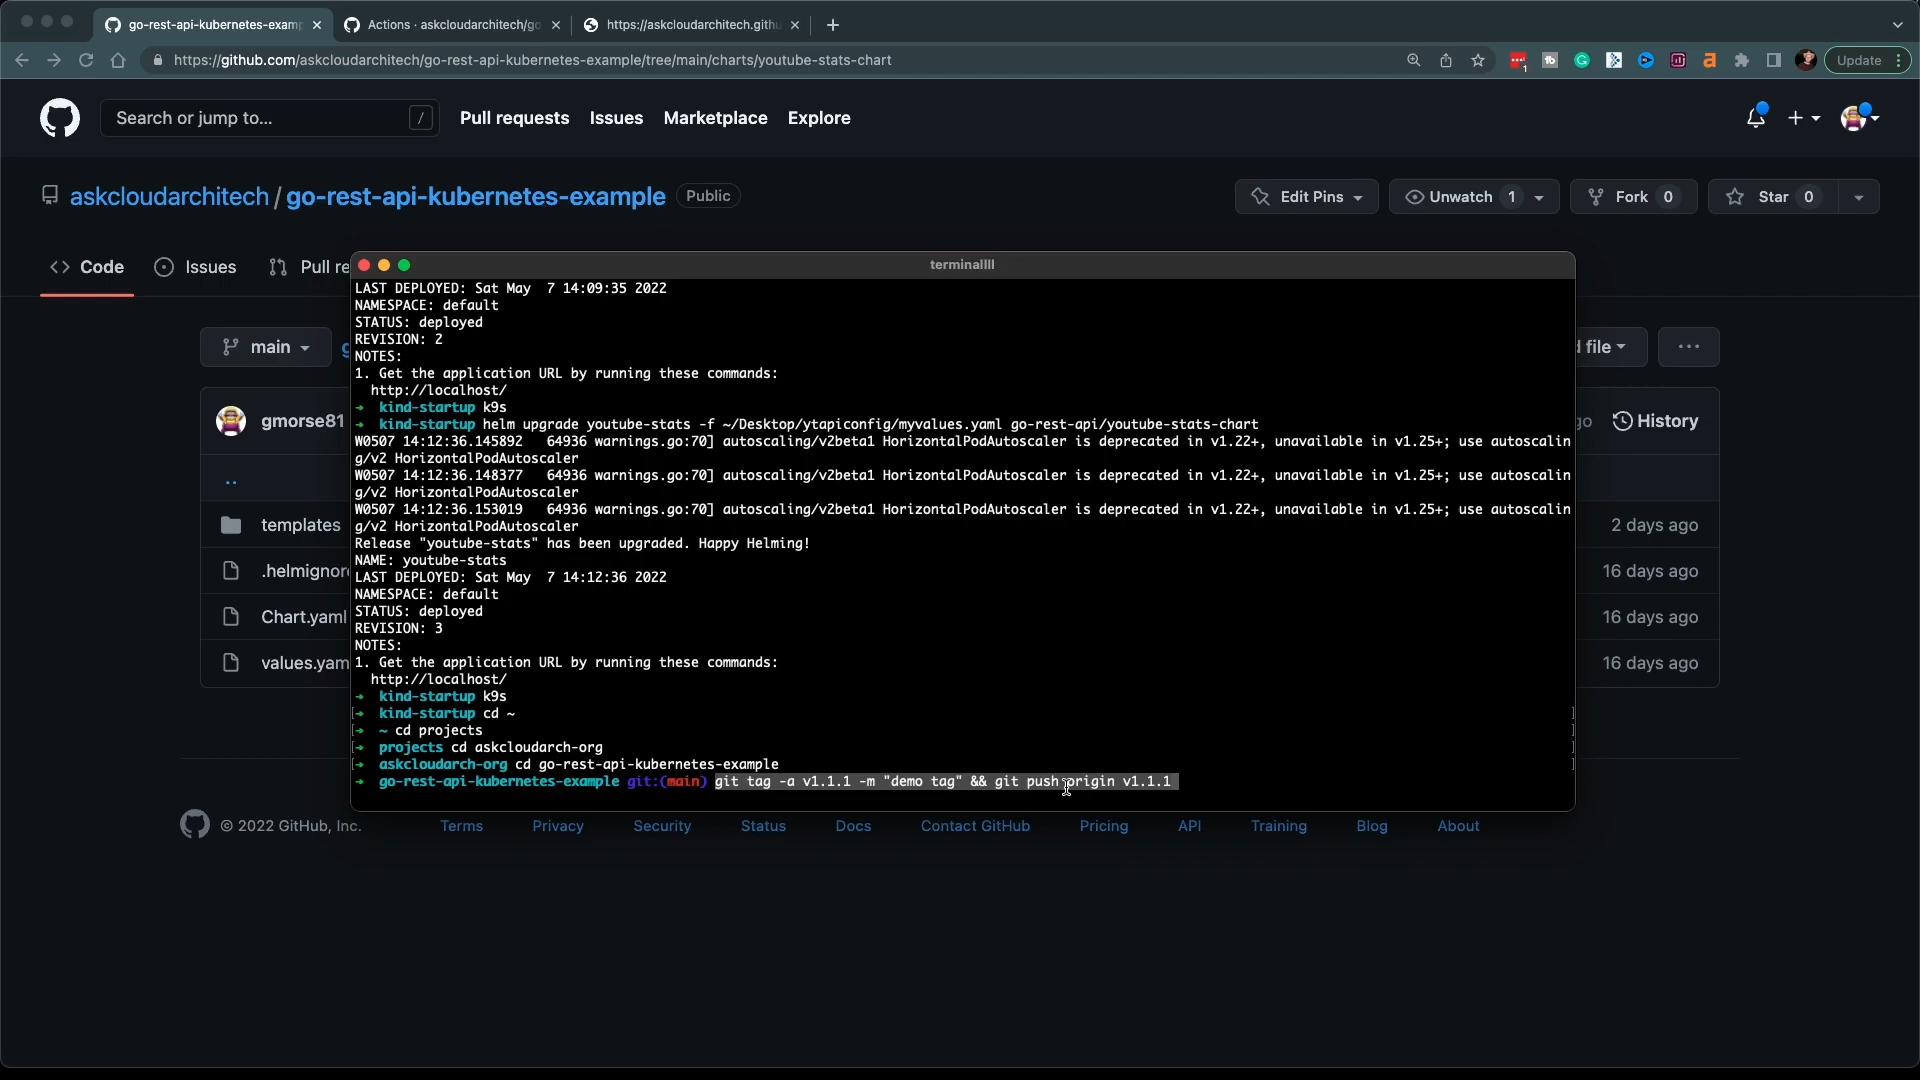 go-rest-api-kubernetes-examp
Actions · askcloudarchitech/go
https://askcloudarchitech.githu
https://github.com/askcloudarchitech/go-rest-api-kubernetes-example/tree/main/charts/youtube-stats-chart
Update
Search or jump to...
/
Pull requests
Issues
Marketplace
Explore
askcloudarchitech / go-rest-api-kubernetes-example
Public
Edit Pins
Unwatch 1
Fork 0
Star 0
Code
Issues
Pull re
terminallll
main
file
gmorse81
History
..
templates
2 days ago
.helmignor
16 days ago
Chart.yaml
16 days ago
values.yam
16 days ago
LAST DEPLOYED: Sat May  7 14:09:35 2022
NAMESPACE: default
STATUS: deployed
REVISION: 2
NOTES:
1. Get the application URL by running these commands:
http://localhost/
➜ kind-startup k9s
➜ kind-startup helm upgrade youtube-stats -f ~/Desktop/ytapiconfig/myvalues.yaml go-rest-api/youtube-stats-chart
W0507 14:12:36.145892   64936 warnings.go:70] autoscaling/v2beta1 HorizontalPodAutoscaler is deprecated in v1.22+, unavailable in v1.25+; use autoscalin
g/v2 HorizontalPodAutoscaler
W0507 14:12:36.148377   64936 warnings.go:70] autoscaling/v2beta1 HorizontalPodAutoscaler is deprecated in v1.22+, unavailable in v1.25+; use autoscalin
g/v2 HorizontalPodAutoscaler
W0507 14:12:36.153019   64936 warnings.go:70] autoscaling/v2beta1 HorizontalPodAutoscaler is deprecated in v1.22+, unavailable in v1.25+; use autoscalin
g/v2 HorizontalPodAutoscaler
Release "youtube-stats" has been upgraded. Happy Helming!
NAME: youtube-stats
LAST DEPLOYED: Sat May  7 14:12:36 2022
NAMESPACE: default
STATUS: deployed
REVISION: 3
NOTES:
1. Get the application URL by running these commands:
http://localhost/
➜ kind-startup k9s
[➜ kind-startup cd ~ ]
[➜ ~ cd projects ]
[➜ projects cd askcloudarch-org ]
[➜ askcloudarch-org cd go-rest-api-kubernetes-example ]
➜ go-rest-api-kubernetes-example git:(main) git tag -a v1.1.1 -m "demo tag" && git push origin v1.1.1
© 2022 GitHub, Inc.
Terms
Privacy
Security
Status
Docs
Contact GitHub
Pricing
API
Training
Blog
About